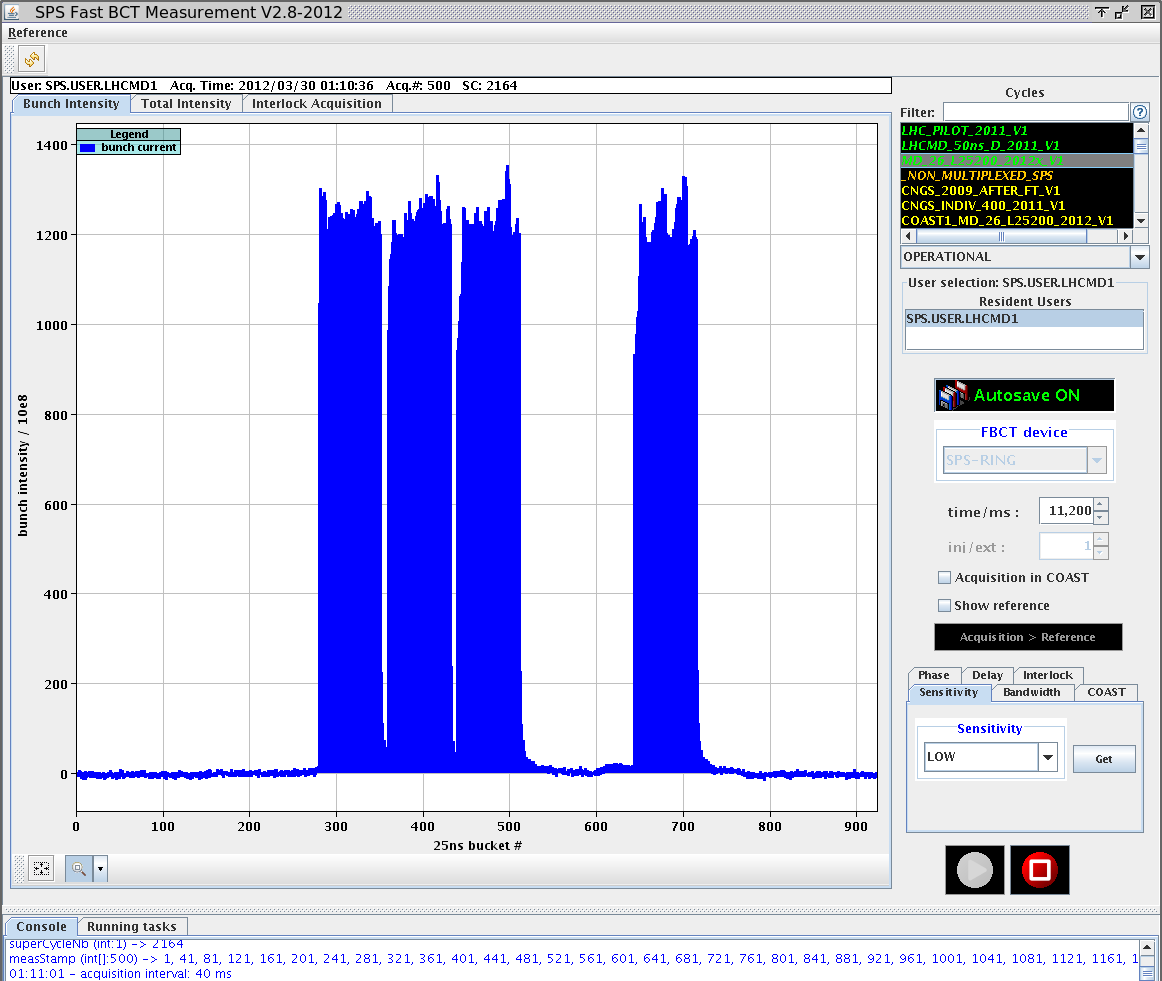 SPS Fast BCT Measurement V2.8-2012
Reference
User: SPS.USER.LHCMD1 Acq. Time: 2012/03/30 01:10:36 Acq.#: 500 SC: 2164
Bunch Intensity Total Intensity Interlock Acquisition
Legend
bunch current
1400
1200
1000
800
600
400
200
0
bunch intensity / 10e8
0 100 200 300 400 500 600 700 800 900
25ns bucket #
Cycles
Filter:
LHC_PILOT_2011_V1
LHCMD_50ns_D_2011_V1
MD_26_L25200_2012x_V1
_NON_MULTIPLEXED_SPS
CNGS_2009_AFTER_FT_V1
CNGS_INDIV_400_2011_V1
COAST1_MD_26_L25200_2012_V1
OPERATIONAL
User selection: SPS.USER.LHCMD1
Resident Users
SPS.USER.LHCMD1
Autosave ON
FBCT device
SPS-RING
time/ms : 11,200
inj/ext : 1
Acquisition in COAST
Show reference
Acquisition > Reference
Phase Delay Interlock
Sensitivity Bandwidth COAST
Sensitivity
LOW
Get
Console Running tasks
superCycleNb (int:1) -> 2164
measStamp (int[]:500) -> 1, 41, 81, 121, 161, 201, 241, 281, 321, 361, 401, 441, 481, 521, 561, 601, 641, 681, 721, 761, 801, 841, 881, 921, 961, 1001, 1041, 1081, 1121, 1161, 1
01:11:01 - acquisition interval: 40 ms